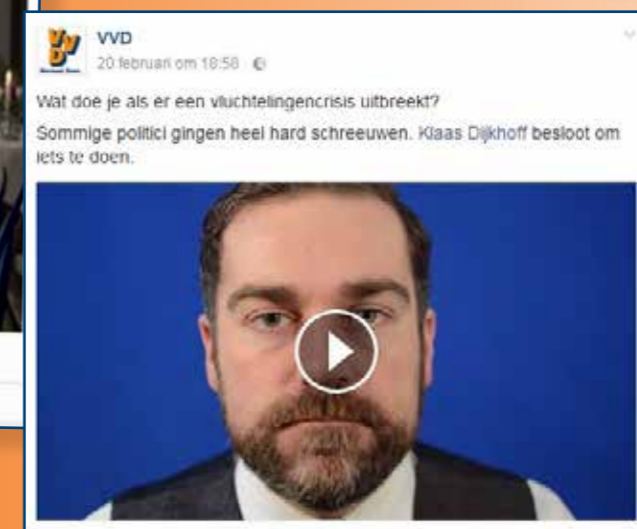 VVD
VVD
20 februari om 18:58
Wat doe je als er een vluchtelingencrisis uitbreekt?
Sommige politici gingen heel hard schreeuwen. Klaas Dijkhoff besloot om
iets te doen.